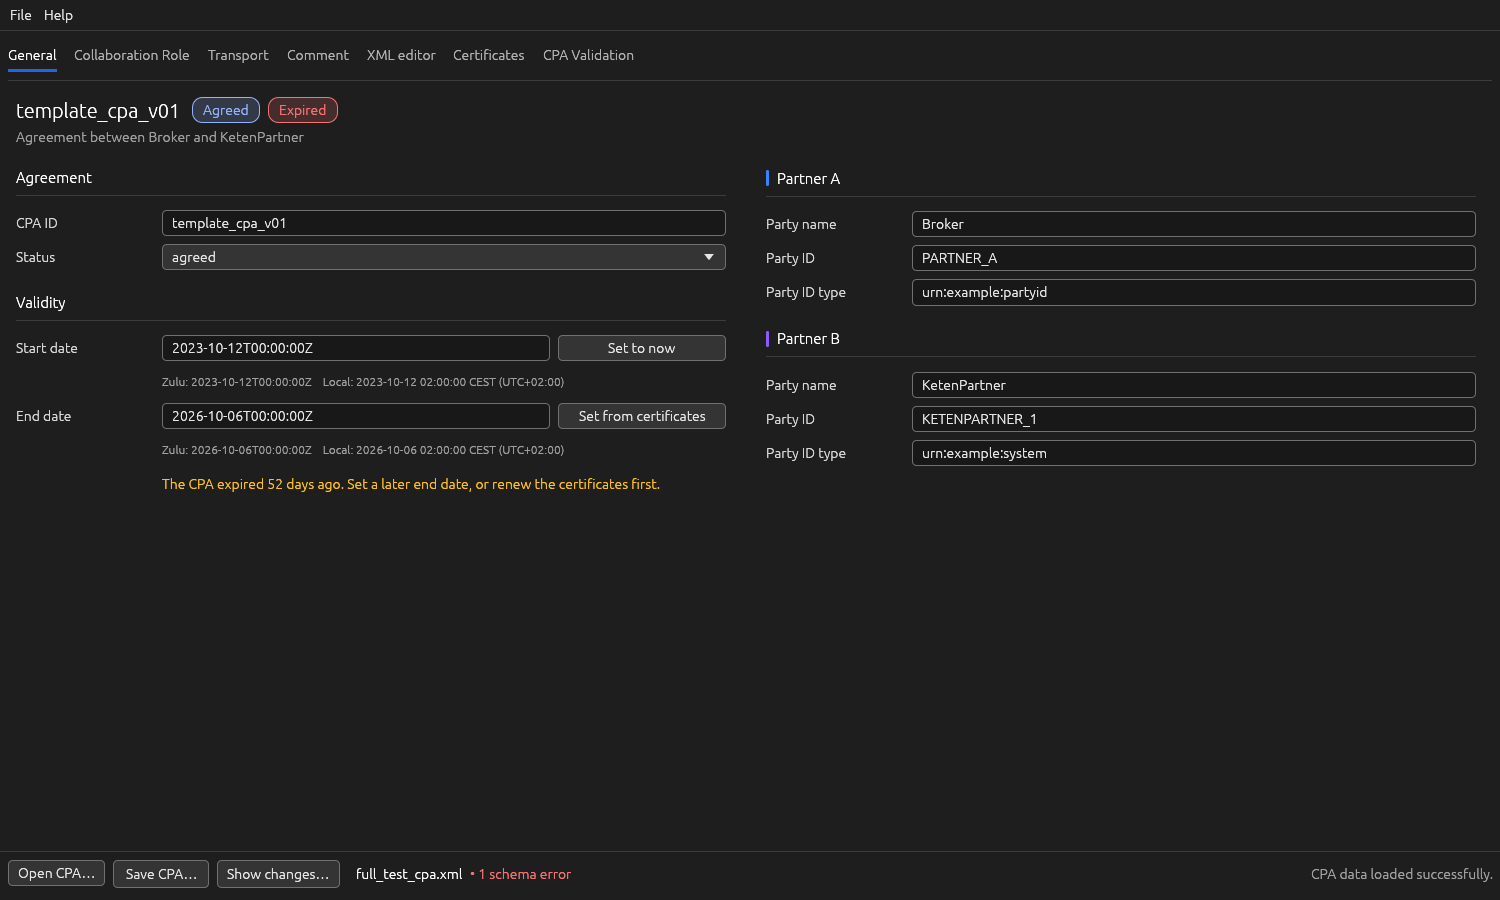 File Help
General Collaboration Role Transport Comment XML editor Certificates CPA Validation
template_cpa_v01 Agreed Expired
Agreement between Broker and KetenPartner
Agreement
CPA ID template_cpa_v01
Status agreed
Validity
Start date 2023-10-12T00:00:00Z Set to now
Zulu: 2023-10-12T00:00:00Z Local: 2023-10-12 02:00:00 CEST (UTC+02:00)
End date 2026-10-06T00:00:00Z Set from certificates
Zulu: 2026-10-06T00:00:00Z Local: 2026-10-06 02:00:00 CEST (UTC+02:00)
The CPA expired 52 days ago. Set a later end date, or renew the certificates first.
Partner A
Party name Broker
Party ID PARTNER_A
Party ID type urn:example:partyid
Partner B
Party name KetenPartner
Party ID KETENPARTNER_1
Party ID type urn:example:system
Open CPA... Save CPA... Show changes... full_test_cpa.xml • 1 schema error CPA data loaded successfully.